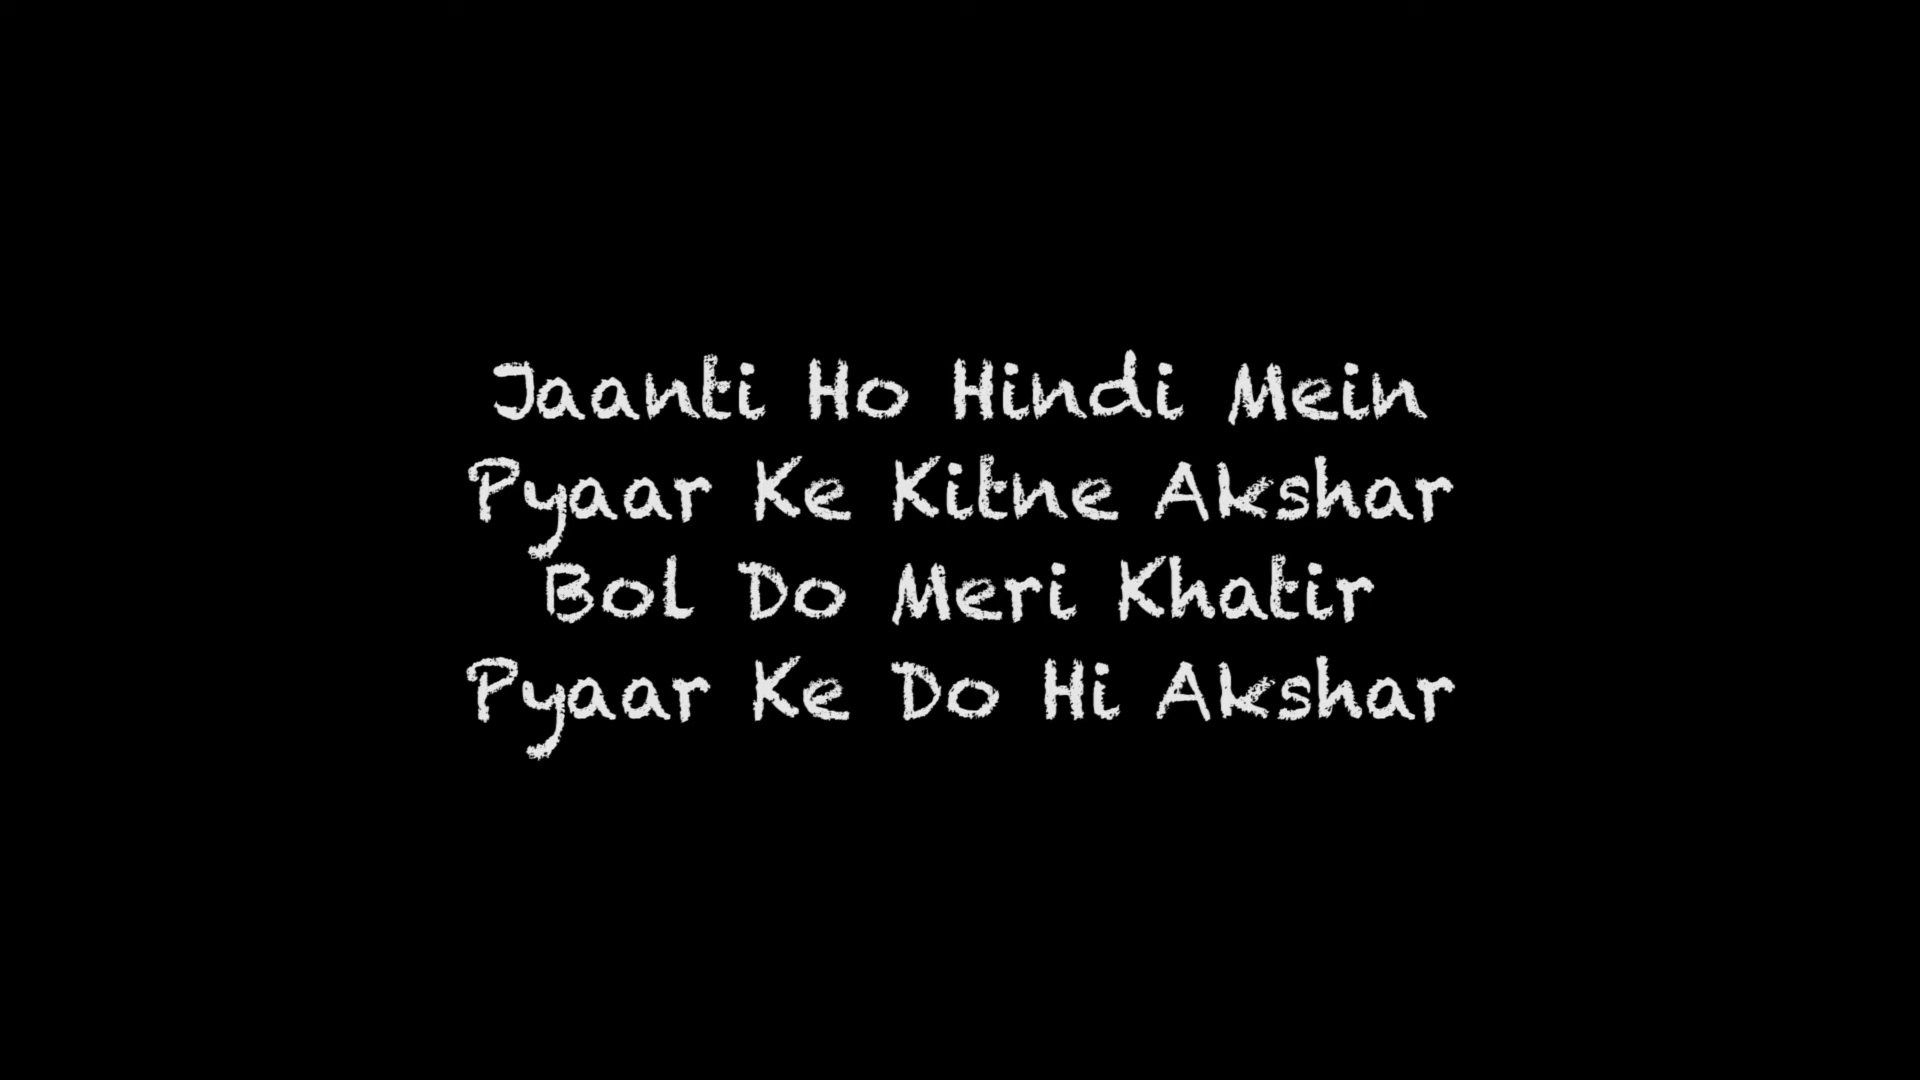 Jaanti Ho Hindi Mein
Pyaar Ke Kitne Akshar
Bol Do Meri Khatir
Pyaar Ke Do Hi Akshar